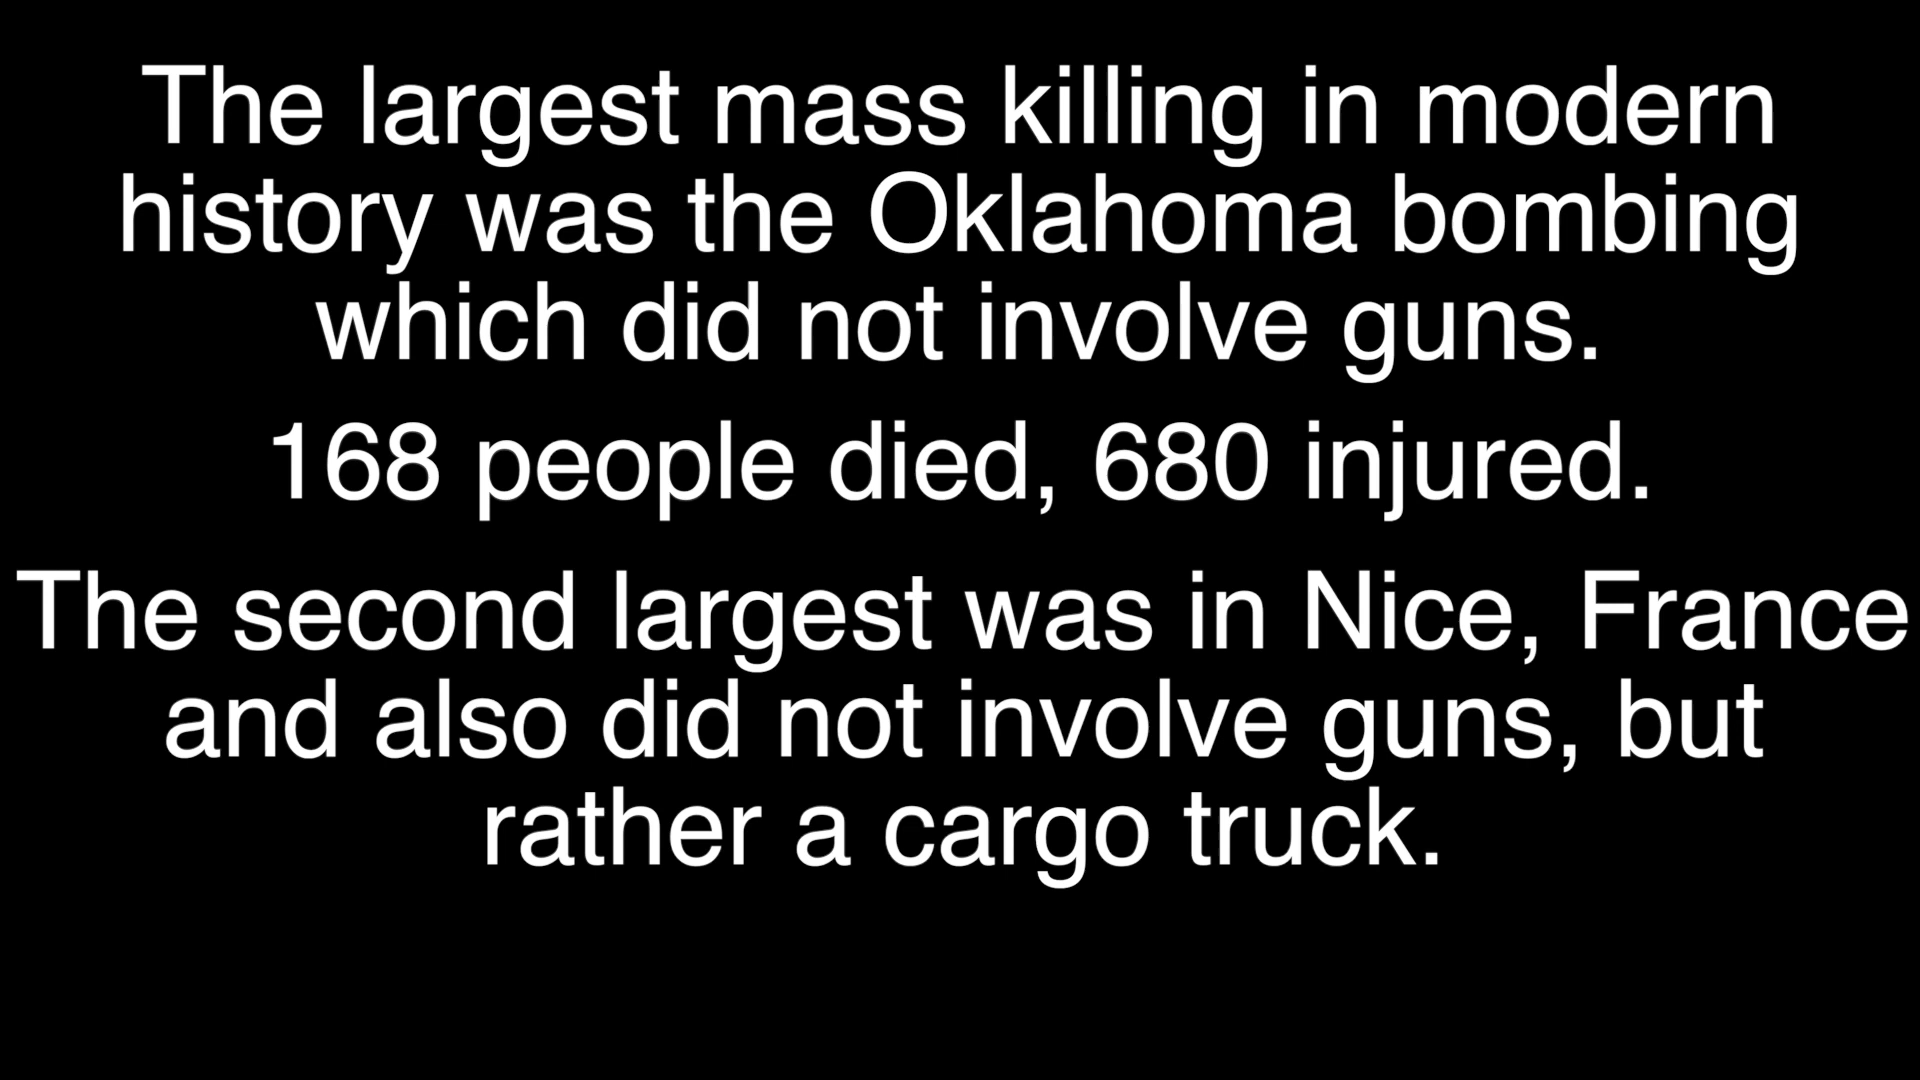 The largest mass killing in modern
history was the Oklahoma bombing
which did not involve guns.
168 people died, 680 injured.
The second largest was in Nice, France
and also did not involve guns, but
rather a cargo truck.